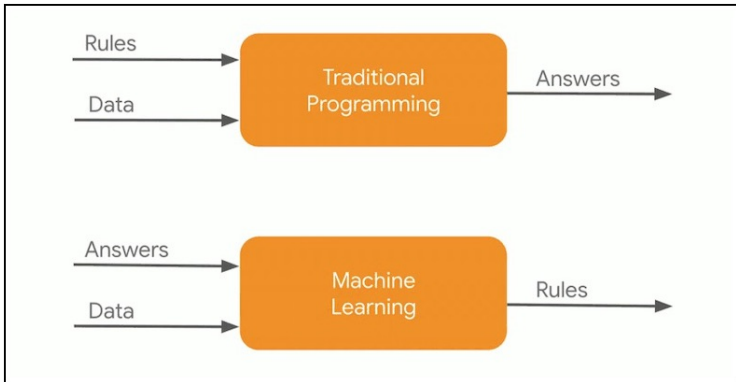 Rules
Data
Traditional
Programming
Answers
Answers
Data
Machine
Learning
Rules